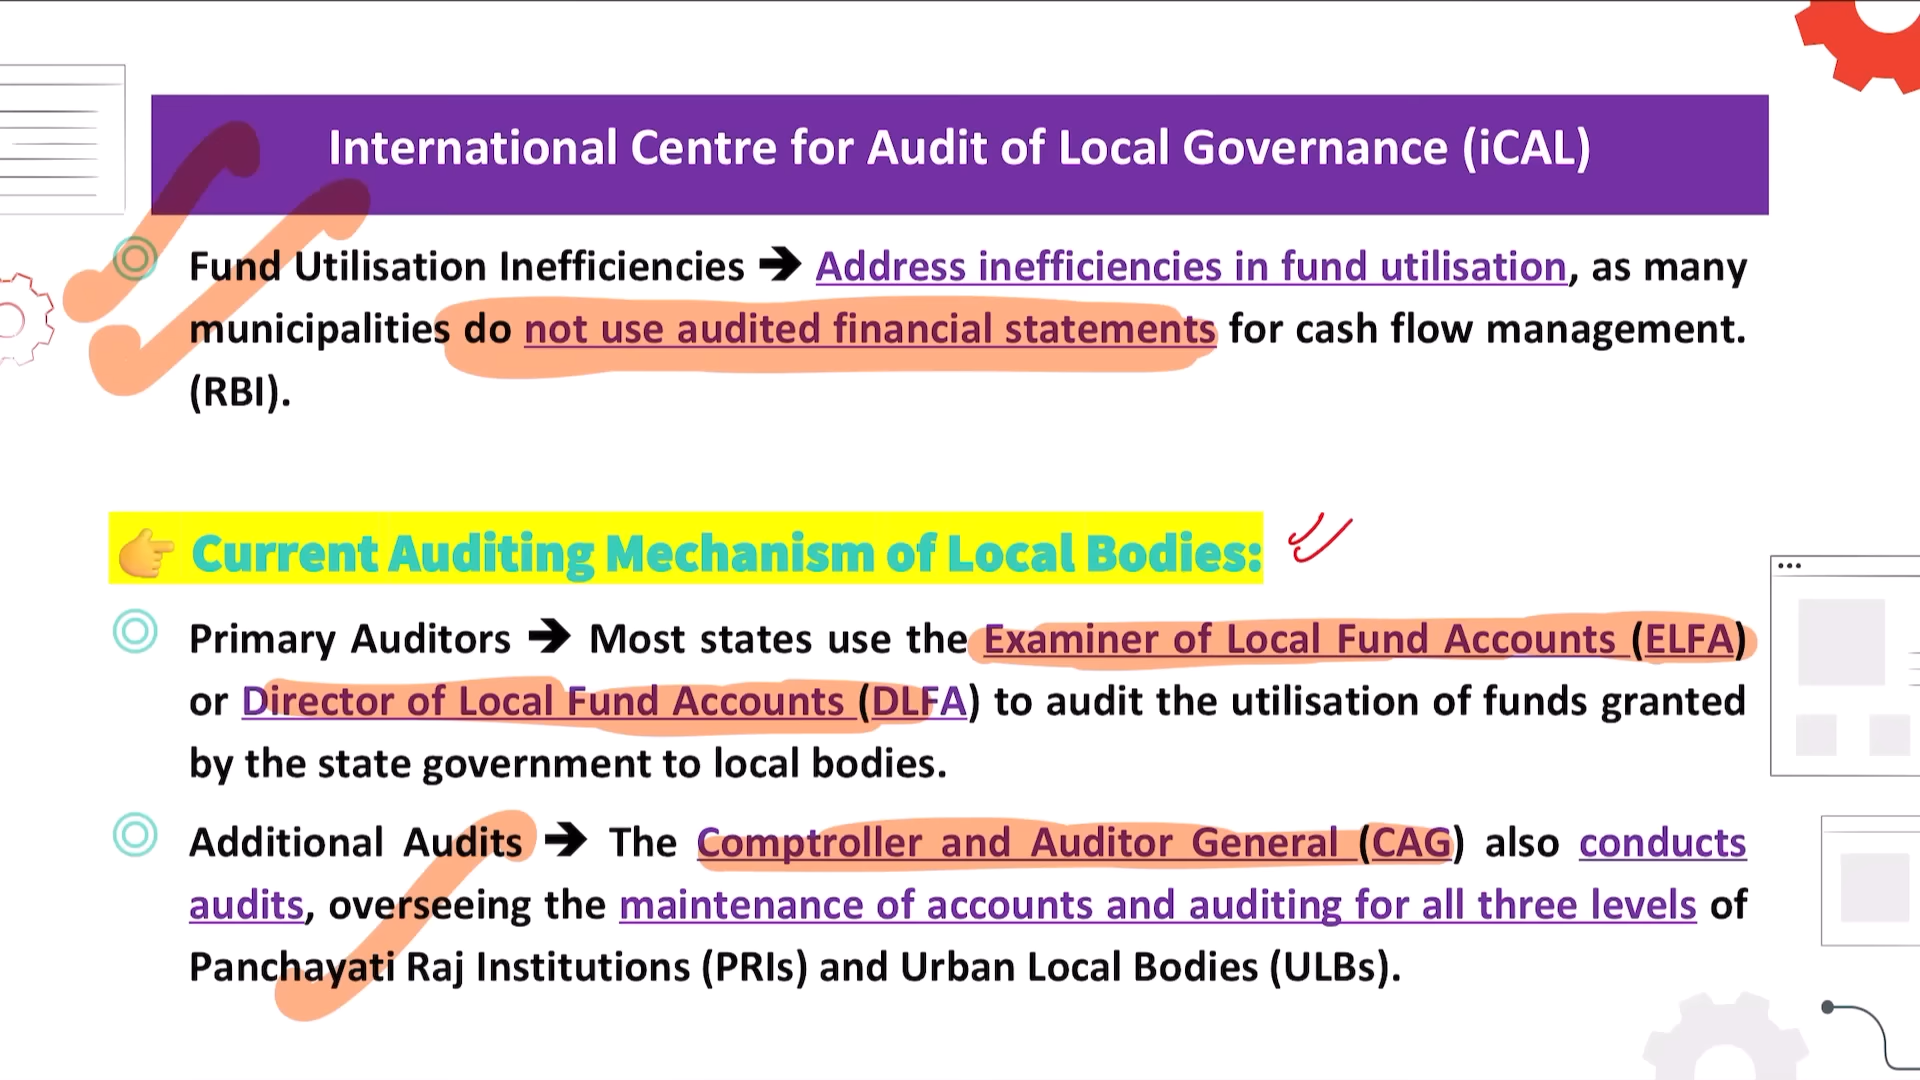 International Centre for Audit of Local Governance (iCAL)
Fund Utilisation Inefficiencies ➔ Address inefficiencies in fund utilisation, as many
municipalities do not use audited financial statements for cash flow management.
(RBI).
👉 Current Auditing Mechanism of Local Bodies:
Primary Auditors ➔ Most states use the Examiner of Local Fund Accounts (ELFA)
or Director of Local Fund Accounts (DLFA) to audit the utilisation of funds granted
by the state government to local bodies.
Additional Audits ➔ The Comptroller and Auditor General (CAG) also conducts
audits, overseeing the maintenance of accounts and auditing for all three levels of
Panchayati Raj Institutions (PRIs) and Urban Local Bodies (ULBs).